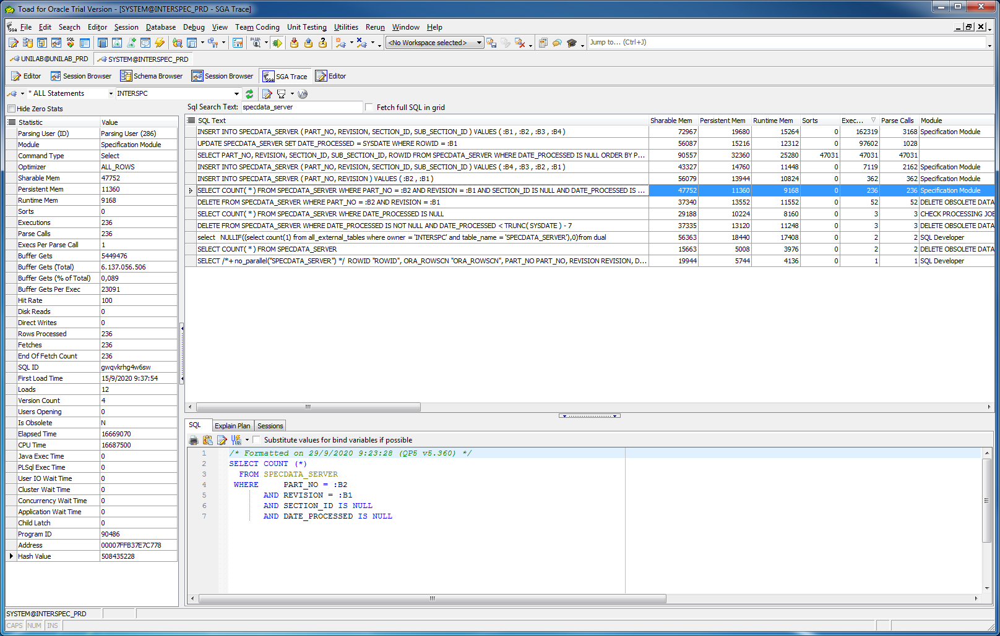 Toad for Oracle Trial Version - [SYSTEM@INTERSPEC_PRD - SGA Trace]
File Edit Search Editor Session Database Debug View Team Coding Unit Testing Utilities Rerun Window Help
<No Workspace selected> Jump to... (Ctrl+J)
UNILAB@UNILAB_PRD SYSTEM@INTERSPEC_PRD
Editor Session Browser Schema Browser Session Browser SGA Trace Editor
* ALL Statements INTERSPC
Hide Zero Stats
Sql Search Text: specdata_server Fetch full SQL in grid
Statistic Value
Parsing User (ID) Parsing User (286)
Module Specification Module
Command Type Select
Optimizer ALL_ROWS
Sharable Mem 47752
Persistent Mem 11360
Runtime Mem 9168
Sorts 0
Executions 236
Parse Calls 236
Execs Per Parse Call 1
Buffer Gets 5449476
Buffer Gets (Total) 6.137.056.506
Buffer Gets (% of Total) 0,089
Buffer Gets Per Exec 23091
Hit Rate 100
Disk Reads 0
Direct Writes 0
Rows Processed 236
Fetches 236
End Of Fetch Count 236
SQL ID gwqvkrhg4w6sw
First Load Time 15/9/2020 9:37:54
Loads 12
Version Count 4
Users Opening 0
Is Obsolete N
Elapsed Time 16669070
CPU Time 16687500
Java Exec Time 0
PLSql Exec Time 0
User IO Wait Time 0
Cluster Wait Time 0
Concurrency Wait Time 0
Application Wait Time 0
Child Latch 0
Program ID 90486
Address 00007FFB37E7C778
Hash Value 508435228
SQL Text Sharable Mem Persistent Mem Runtime Mem Sorts Exec... Parse Calls Module
INSERT INTO SPECDATA_SERVER ( PART_NO, REVISION, SECTION_ID, SUB_SECTION_ID ) VALUES ( :B1 , :B2 , :B3 , :B4 ) 72967 19680 15264 0 162319 3168 Specification Module
UPDATE SPECDATA_SERVER SET DATE_PROCESSED = SYSDATE WHERE ROWID = :B1 56087 15216 12312 0 97602 1028
SELECT PART_NO, REVISION, SECTION_ID, SUB_SECTION_ID, ROWID FROM SPECDATA_SERVER WHERE DATE_PROCESSED IS NULL ORDER BY P... 90557 32360 25280 47031 47031 47031
INSERT INTO SPECDATA_SERVER ( PART_NO, REVISION, SECTION_ID, SUB_SECTION_ID ) VALUES ( :B4 , :B3 , :B2 , :B1 ) 43327 14760 11448 0 7119 2162 Specification Module
INSERT INTO SPECDATA_SERVER ( PART_NO, REVISION ) VALUES ( :B2 , :B1 ) 56079 13944 10824 0 362 362 Specification Module
SELECT COUNT( * ) FROM SPECDATA_SERVER WHERE PART_NO = :B2 AND REVISION = :B1 AND SECTION_ID IS NULL AND DATE_PROCESSED IS ... 47752 11360 9168 0 236 236 Specification Module
DELETE FROM SPECDATA_SERVER WHERE PART_NO = :B2 AND REVISION = :B1 37340 13552 11552 0 52 52 DELETE OBSOLETE DATA
SELECT COUNT( * ) FROM SPECDATA_SERVER WHERE DATE_PROCESSED IS NULL 29188 10224 8160 0 3 3 CHECK PROCESSING JOE
DELETE FROM SPECDATA_SERVER WHERE DATE_PROCESSED IS NOT NULL AND DATE_PROCESSED < TRUNC( SYSDATE ) - 7 37335 13120 11248 0 3 3 DELETE OBSOLETE DATA
select NULLIF((select count(1) from all_external_tables where owner = 'INTERSPC' and table_name = 'SPECDATA_SERVER'),0)from dual 56363 18440 17408 0 2 2 SQL Developer
SELECT COUNT( * ) FROM SPECDATA_SERVER 15663 5008 3976 0 2 2 DELETE OBSOLETE DATA
SELECT /*+ no_parallel("SPECDATA_SERVER") */ ROWID "ROWID", ORA_ROWSCN "ORA_ROWSCN", PART_NO PART_NO, REVISION REVISION, D... 19944 5744 4136 0 1 1 SQL Developer
SQL Explain Plan Sessions
Substitute values for bind variables if possible
1 /* Formatted on 29/9/2020 9:23:28 (QP5 v5.360) */
2 SELECT COUNT (*)
3 FROM SPECDATA_SERVER
4 WHERE PART_NO = :B2
5 AND REVISION = :B1
6 AND SECTION_ID IS NULL
7 AND DATE_PROCESSED IS NULL
SYSTEM@INTERSPEC_PRD
CAPS NUM INS